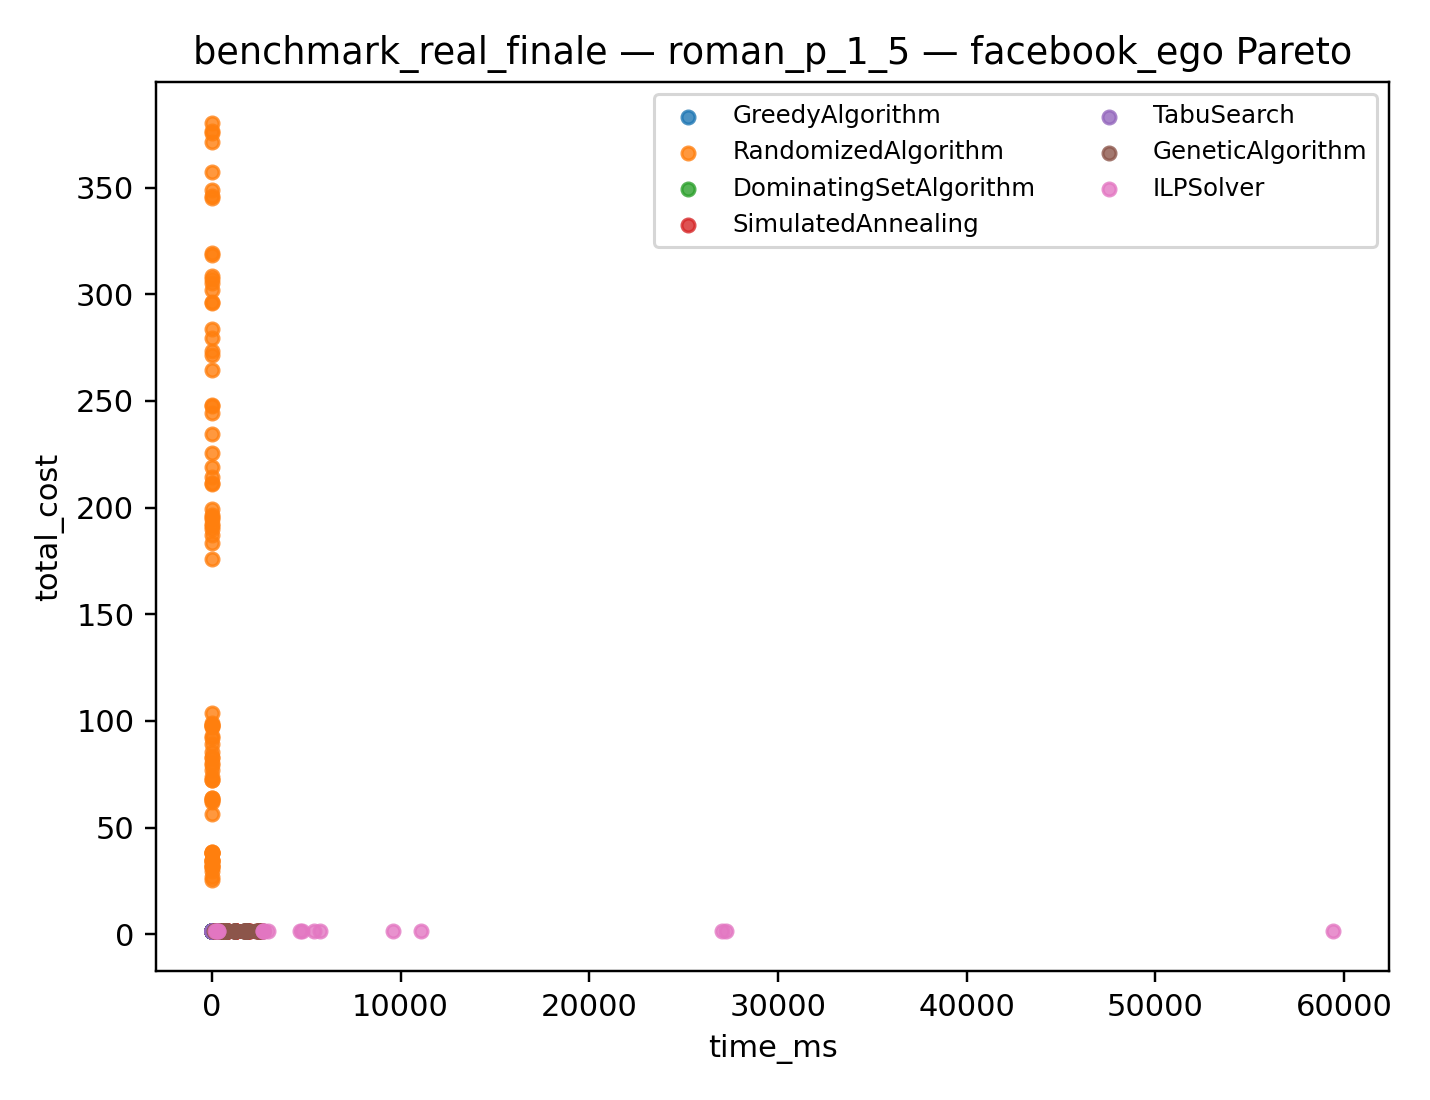 benchmark_real_finale — roman_p_1_5 — facebook_ego Pareto
GreedyAlgorithm
RandomizedAlgorithm
DominatingSetAlgorithm
SimulatedAnnealing
TabuSearch
GeneticAlgorithm
ILPSolver
total_cost
350
300
250
200
150
100
50
0
0 10000 20000 30000 40000 50000 60000
time_ms